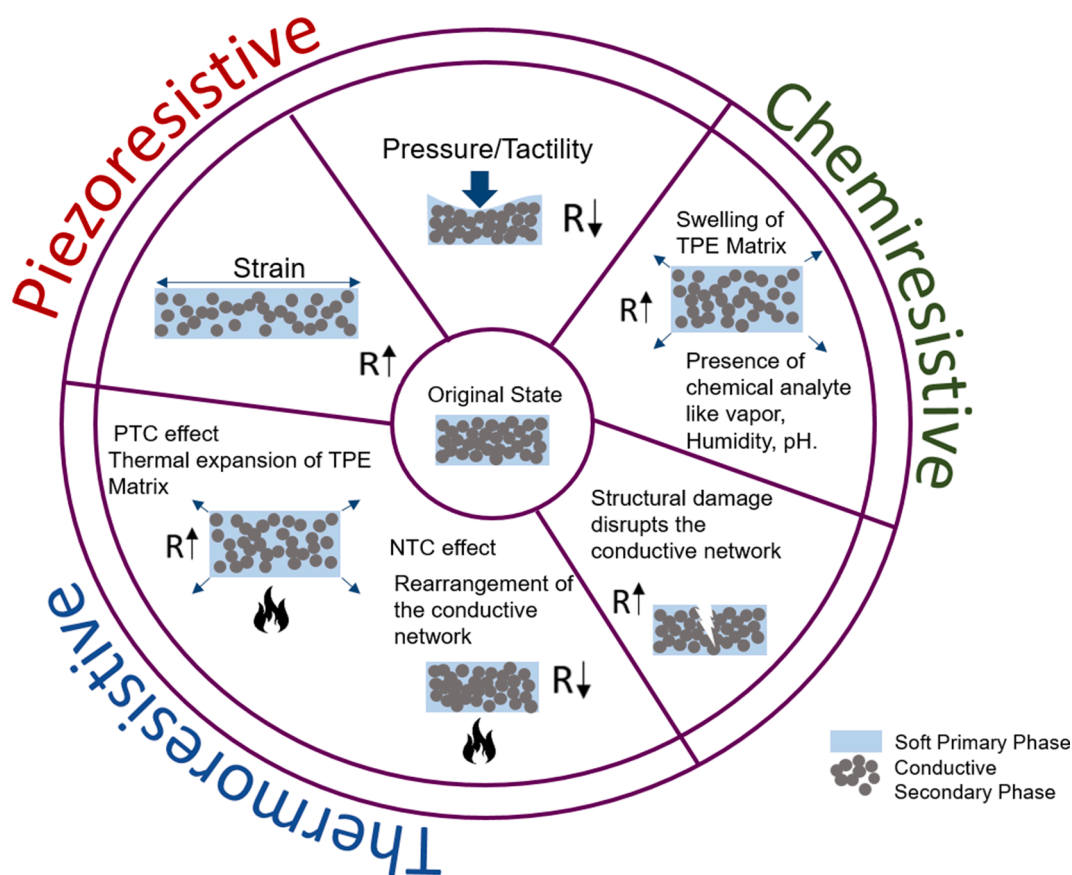 Piezoresistive
Chemiresistive
Thermoresistive
Pressure/Tactility
R↓
Strain
R↑
Swelling of
TPE Matrix
R↑
Presence of
chemical analyte
like vapor,
Humidity, pH.
Original State
PTC effect
Thermal expansion of TPE
Matrix
R↑
NTC effect
Rearrangement of
the conductive
network
R↓
Structural damage
disrupts the
conductive network
R↑
Soft Primary Phase
Conductive
Secondary Phase